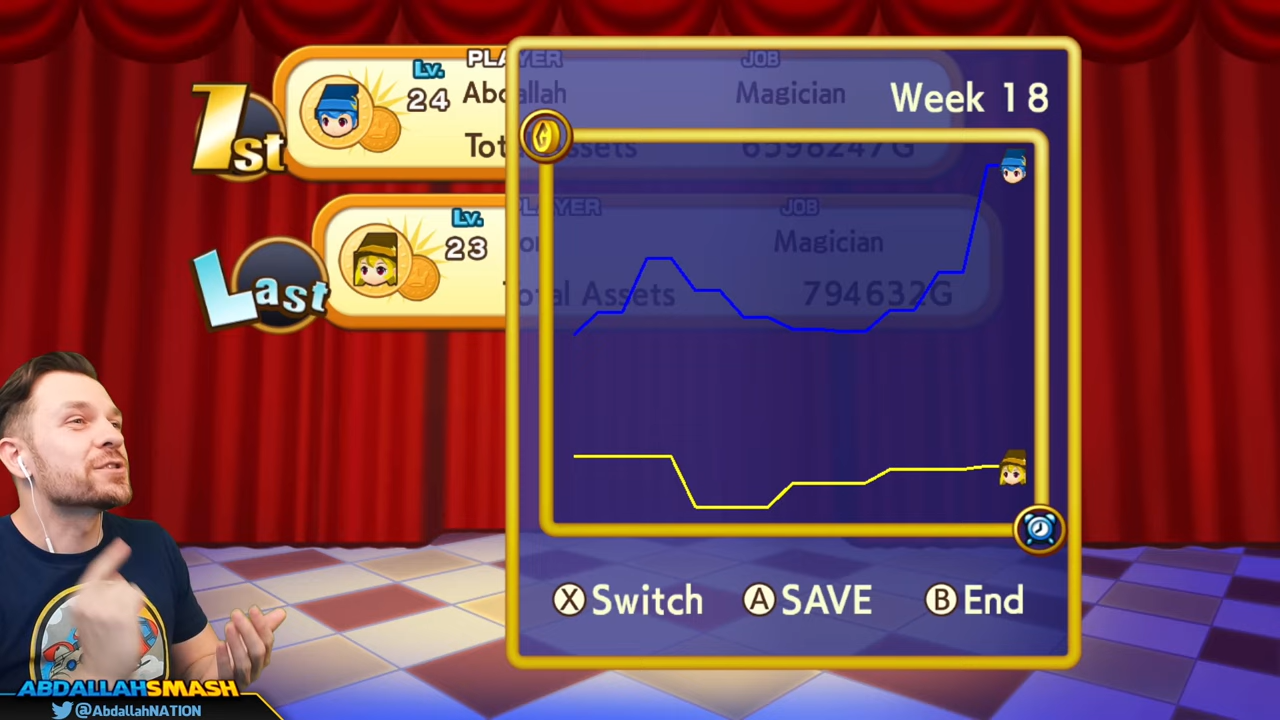 1st
Lv.
24
PLAYER
Abdallah
JOB
Magician
Total Assets
6598247G
Last
Lv.
23
PLAYER
JOB
Magician
Total Assets
794632G
Week 18
X Switch
A SAVE
B End
ABDALLAHSMASH
@AbdallahNATION